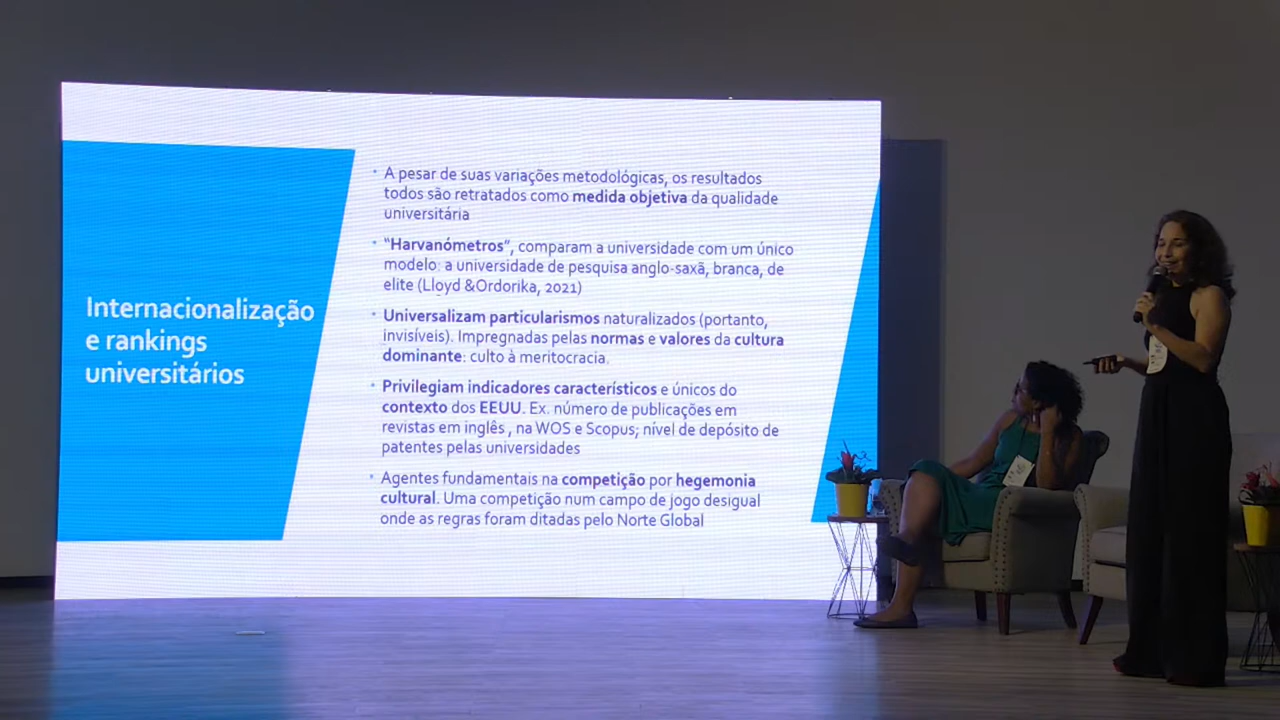 Internacionalização
e rankings
universitários
A pesar de suas variações metodológicas, os resultados
todos são retratados como medida objetiva da qualidade
universitária
"Harvanómetros", comparam a universidade com um único
modelo: a universidade de pesquisa anglo-saxã, branca, de
elite (Lloyd &Ordorika, 2021)
Universalizam particularismos naturalizados (portanto,
invisíveis). Impregnadas pelas normas e valores da cultura
dominante: culto à meritocracia.
Privilegiam indicadores característicos e únicos do
contexto dos EEUU. Ex. número de publicações em
revistas em inglês , na WOS e Scopus; nível de depósito de
patentes pelas universidades
Agentes fundamentais na competição por hegemonia
cultural. Uma competição num campo de jogo desigual
onde as regras foram ditadas pelo Norte Global